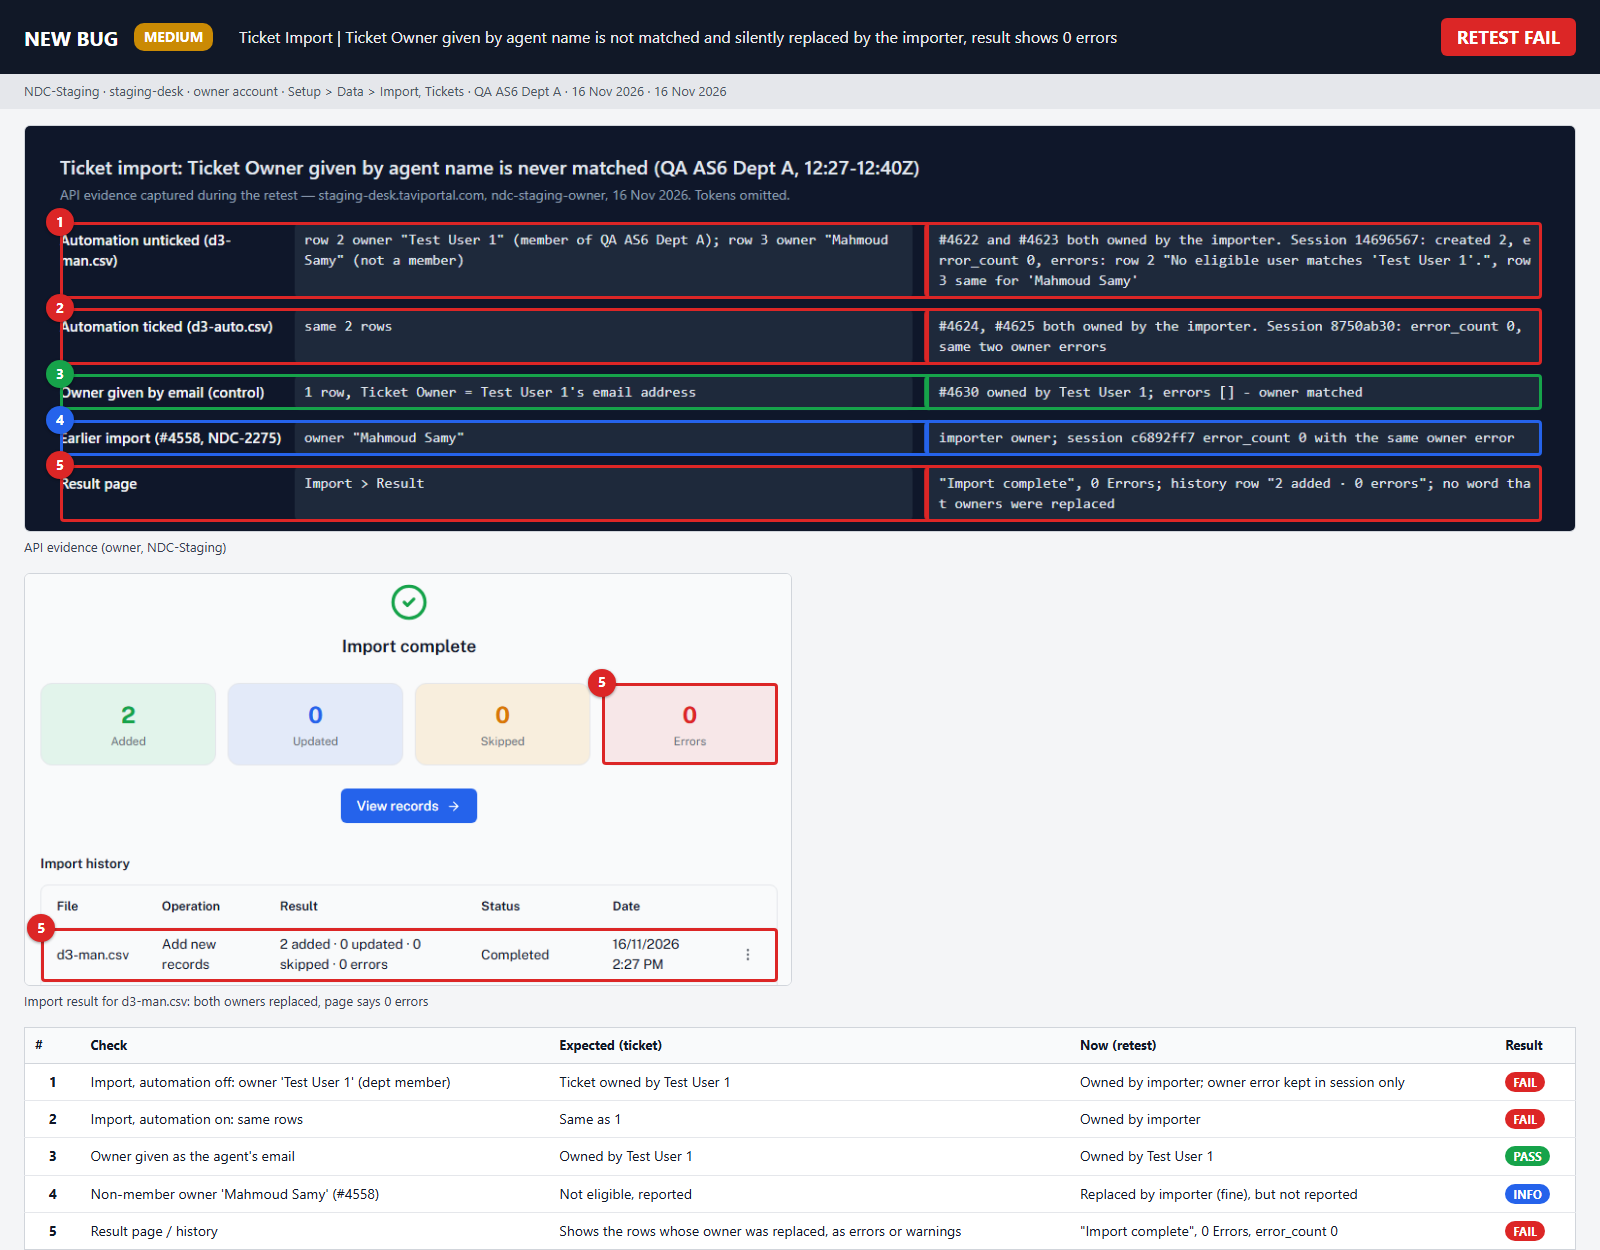 NEW BUG MEDIUM Ticket Import | Ticket Owner given by agent name is not matched and silently replaced by the importer, result shows 0 errors RETEST FAIL
NDC-Staging · staging-desk · owner account · Setup > Data > Import, Tickets · QA AS6 Dept A · 16 Nov 2026 · 16 Nov 2026
Ticket import: Ticket Owner given by agent name is never matched (QA AS6 Dept A, 12:27-12:40Z)
API evidence captured during the retest — staging-desk.taviportal.com, ndc-staging-owner, 16 Nov 2026. Tokens omitted.
1
Automation unticked (d3-
man.csv)
row 2 owner "Test User 1" (member of QA AS6 Dept A); row 3 owner "Mahmoud
Samy" (not a member)
#4622 and #4623 both owned by the importer. Session 14696567: created 2, e
rror_count 0, errors: row 2 "No eligible user matches 'Test User 1'.", row
3 same for 'Mahmoud Samy'
2
Automation ticked (d3-auto.csv)
same 2 rows
#4624, #4625 both owned by the importer. Session 8750ab30: error_count 0,
same two owner errors
3
Owner given by email (control)
1 row, Ticket Owner = Test User 1's email address
#4630 owned by Test User 1; errors [] - owner matched
4
Earlier import (#4558, NDC-2275)
owner "Mahmoud Samy"
importer owner; session c6892ff7 error_count 0 with the same owner error
5
Result page
Import > Result
"Import complete", 0 Errors; history row "2 added · 0 errors"; no word tha
t owners were replaced
API evidence (owner, NDC-Staging)
Import complete
5
2 0 0 0
Added Updated Skipped Errors
View records →
Import history
File Operation Result Status Date
5
d3-man.csv
Add new
records
2 added · 0 updated · 0
skipped · 0 errors
Completed
16/11/2026
2:27 PM
Import result for d3-man.csv: both owners replaced, page says 0 errors
# Check Expected (ticket) Now (retest) Result
1 Import, automation off: owner 'Test User 1' (dept member) Ticket owned by Test User 1 Owned by importer; owner error kept in session only FAIL
2 Import, automation on: same rows Same as 1 Owned by importer FAIL
3 Owner given as the agent's email Owned by Test User 1 Owned by Test User 1 PASS
4 Non-member owner 'Mahmoud Samy' (#4558) Not eligible, reported Replaced by importer (fine), but not reported INFO
5 Result page / history Shows the rows whose owner was replaced, as errors or warnings "Import complete", 0 Errors, error_count 0 FAIL